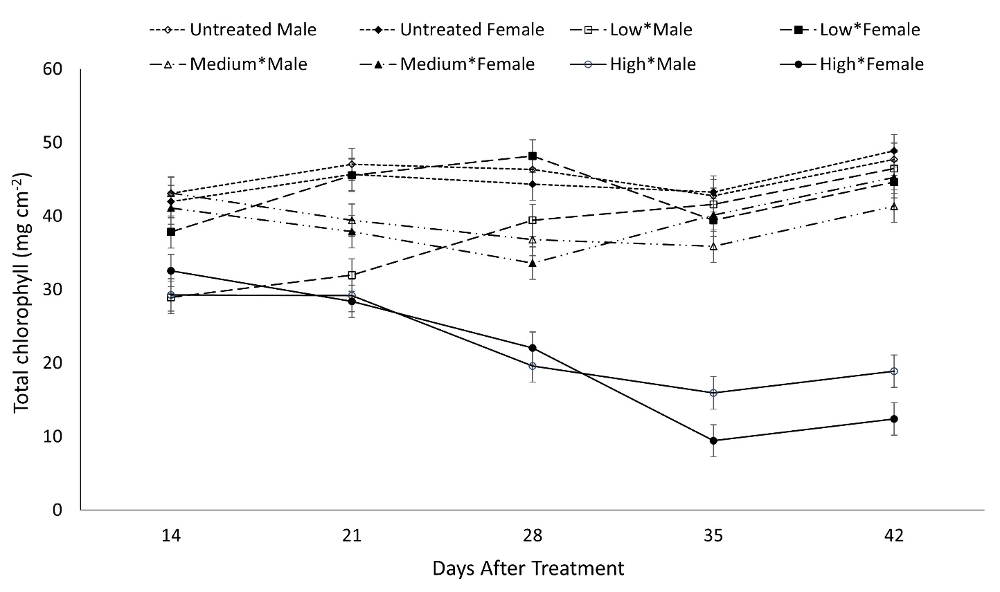 Untreated Male Untreated Female Low*Male Low*Female
Medium*Male Medium*Female High*Male High*Female
60
50
40
30
20
10
0
Total chlorophyll (mg cm⁻²)
14 21 28 35 42
Days After Treatment